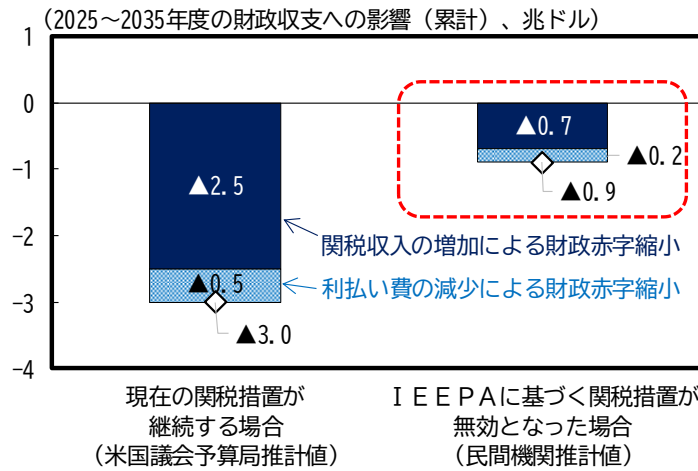 （2025～2035年度の財政収支への影響（累計）、兆ドル）
1
0
-1
-2
-3
-4
▲2.5
▲0.5
▲3.0
▲0.7
▲0.2
▲0.9
関税収入の増加による財政赤字縮小
利払い費の減少による財政赤字縮小
現在の関税措置が
継続する場合
（米国議会予算局推計値）
ＩＥＥＰＡに基づく関税措置が
無効となった場合
（民間機関推計値）